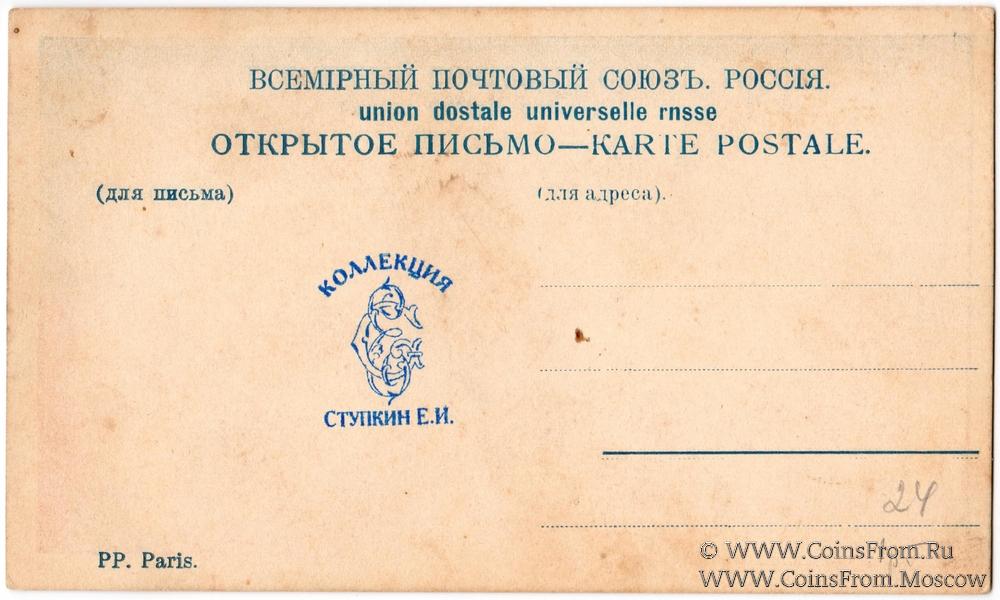 ВСЕМІРНЫЙ ПОЧТОВЫЙ СОЮЗЪ. РОССІЯ.
union dostale universelle rnsse
ОТКРЫТОЕ ПИСЬМО—KARTE POSTALE.
(для письма)
(для адреса).
КОЛЛЕКЦИЯ
СТУПКИН Е.И.
24
PP. Paris.
© WWW.CoinsFrom.Ru
WWW.CoinsFrom.Moscow